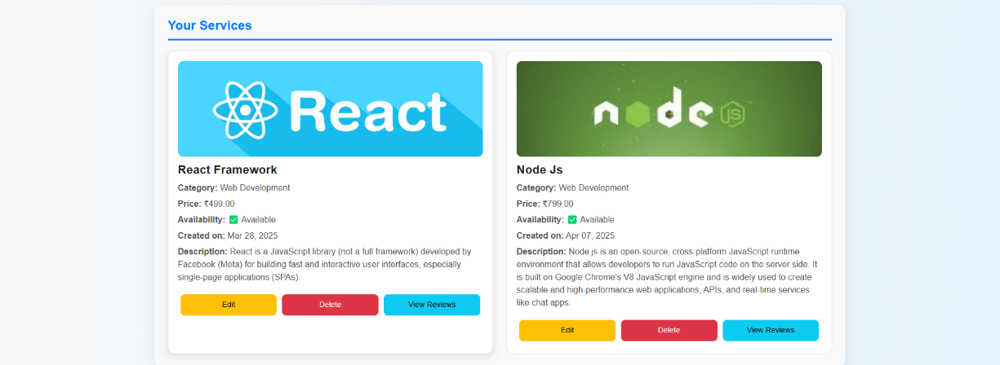 Your Services
React
React Framework
Category: Web Development
Price: ₹499.00
Availability: ✅ Available
Created on: Mar 28, 2025
Description: React is a JavaScript library (not a full framework) developed by
Facebook (Meta) for building fast and interactive user interfaces, especially
single-page applications (SPAs).
Edit Delete View Reviews
node JS
Node Js
Category: Web Development
Price: ₹799.00
Availability: ✅ Available
Created on: Apr 07, 2025
Description: Node js is an open-source, cross-platform JavaScript runtime
environment that allows developers to run JavaScript code on the server side. It
is built on Google Chrome's V8 JavaScript engine and is widely used to create
scalable and high-performance web applications, APIs, and real-time services
like chat apps.
Edit Delete View Reviews